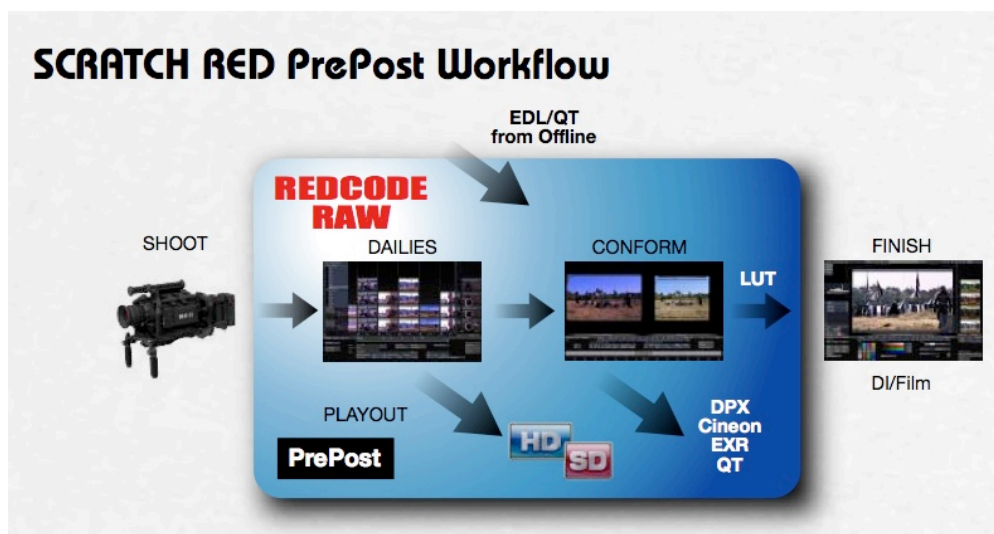 SCRATCH RED PrePost Workflow
EDL/QT
from Offline
REDCODE
RAW
SHOOT
DAILIES
CONFORM
FINISH
LUT
DI/Film
PLAYOUT
PrePost
HD
SD
DPX
Cineon
EXR
QT